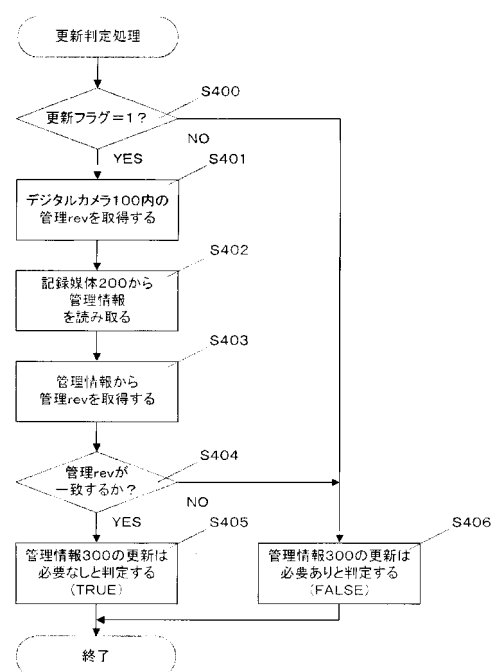 更新判定処理
S400
更新フラグ=1?
NO
YES
S401
デジタルカメラ100内の
管理revを取得する
S402
記録媒体200から
管理情報
を読み取る
S403
管理情報から
管理revを取得する
S404
管理revが
一致するか?
NO
YES
S405
管理情報300の更新は
必要なしと判定する
(TRUE)
S406
管理情報300の更新は
必要ありと判定する
(FALSE)
終了